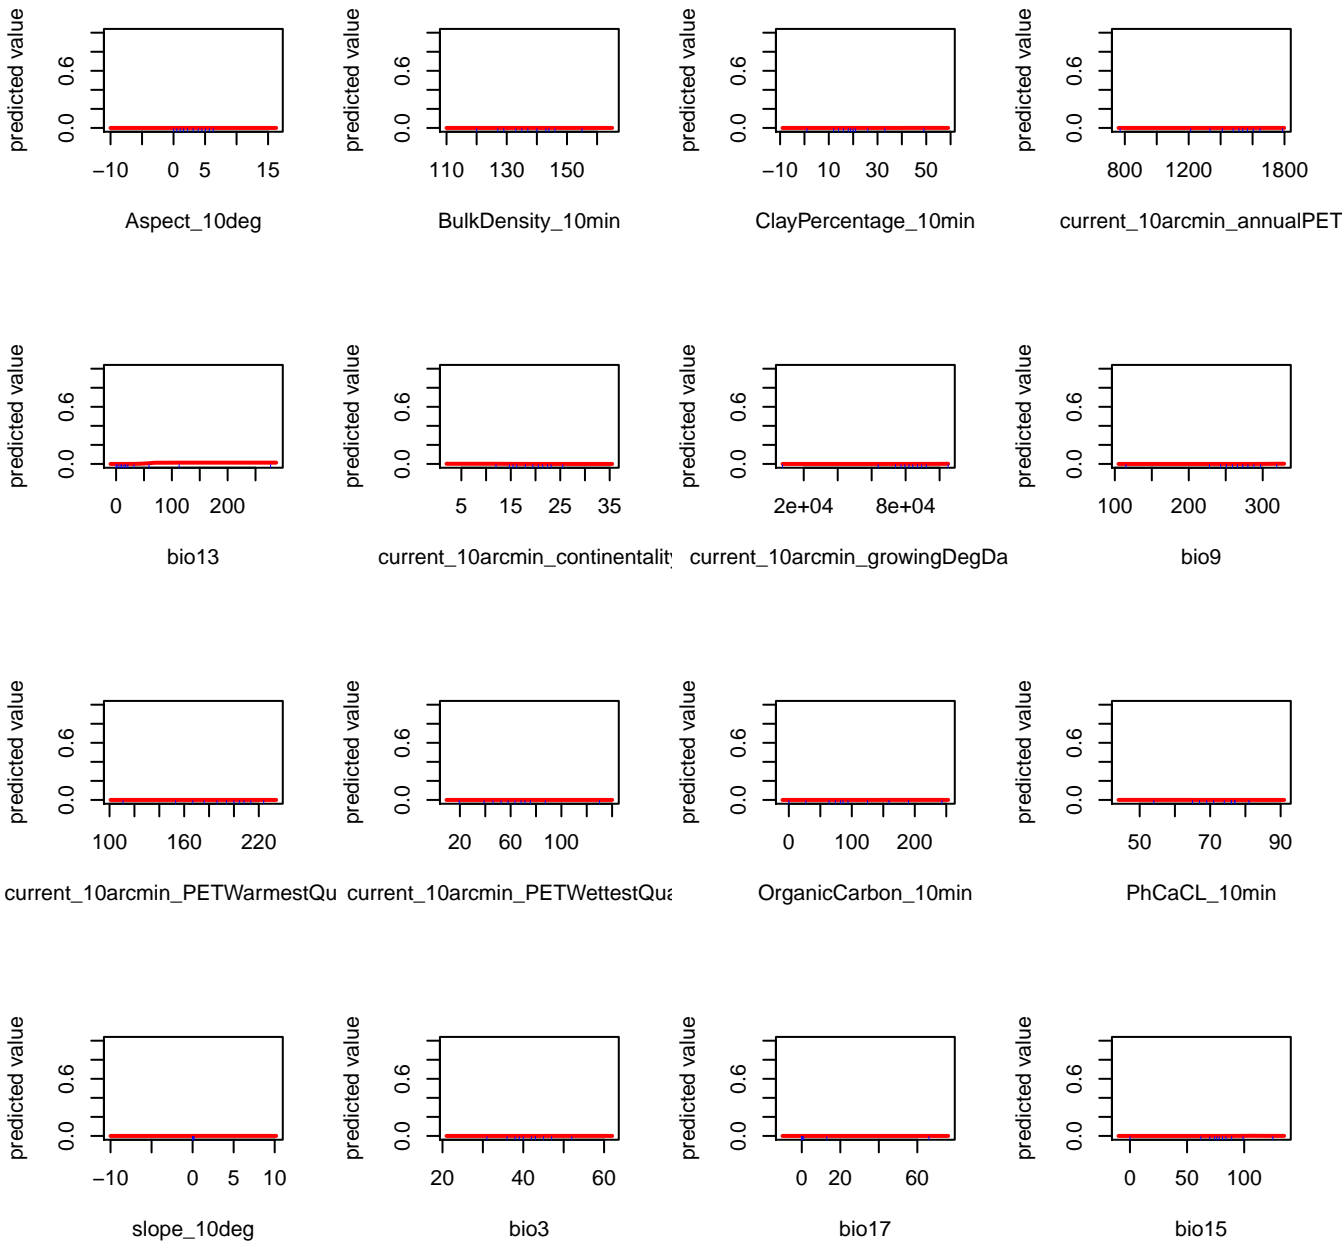 predicted value
0.0 0.6
−10 0 5 15
Aspect_10deg
predicted value
0.0 0.6
110 130 150
BulkDensity_10min
predicted value
0.0 0.6
−10 10 30 50
ClayPercentage_10min
predicted value
0.0 0.6
800 1200 1800
current_10arcmin_annualPET
predicted value
0.0 0.6
0 100 200
bio13
predicted value
0.0 0.6
5 15 25 35
current_10arcmin_continentality
predicted value
0.0 0.6
2e+04 8e+04
current_10arcmin_growingDegDa
predicted value
0.0 0.6
100 200 300
bio9
predicted value
0.0 0.6
100 160 220
current_10arcmin_PETWarmestQu
predicted value
0.0 0.6
20 60 100
current_10arcmin_PETWettestQua
predicted value
0.0 0.6
0 100 200
OrganicCarbon_10min
predicted value
0.0 0.6
50 70 90
PhCaCL_10min
predicted value
0.0 0.6
−10 0 5 10
slope_10deg
predicted value
0.0 0.6
20 40 60
bio3
predicted value
0.0 0.6
0 20 60
bio17
predicted value
0.0 0.6
0 50 100
bio15